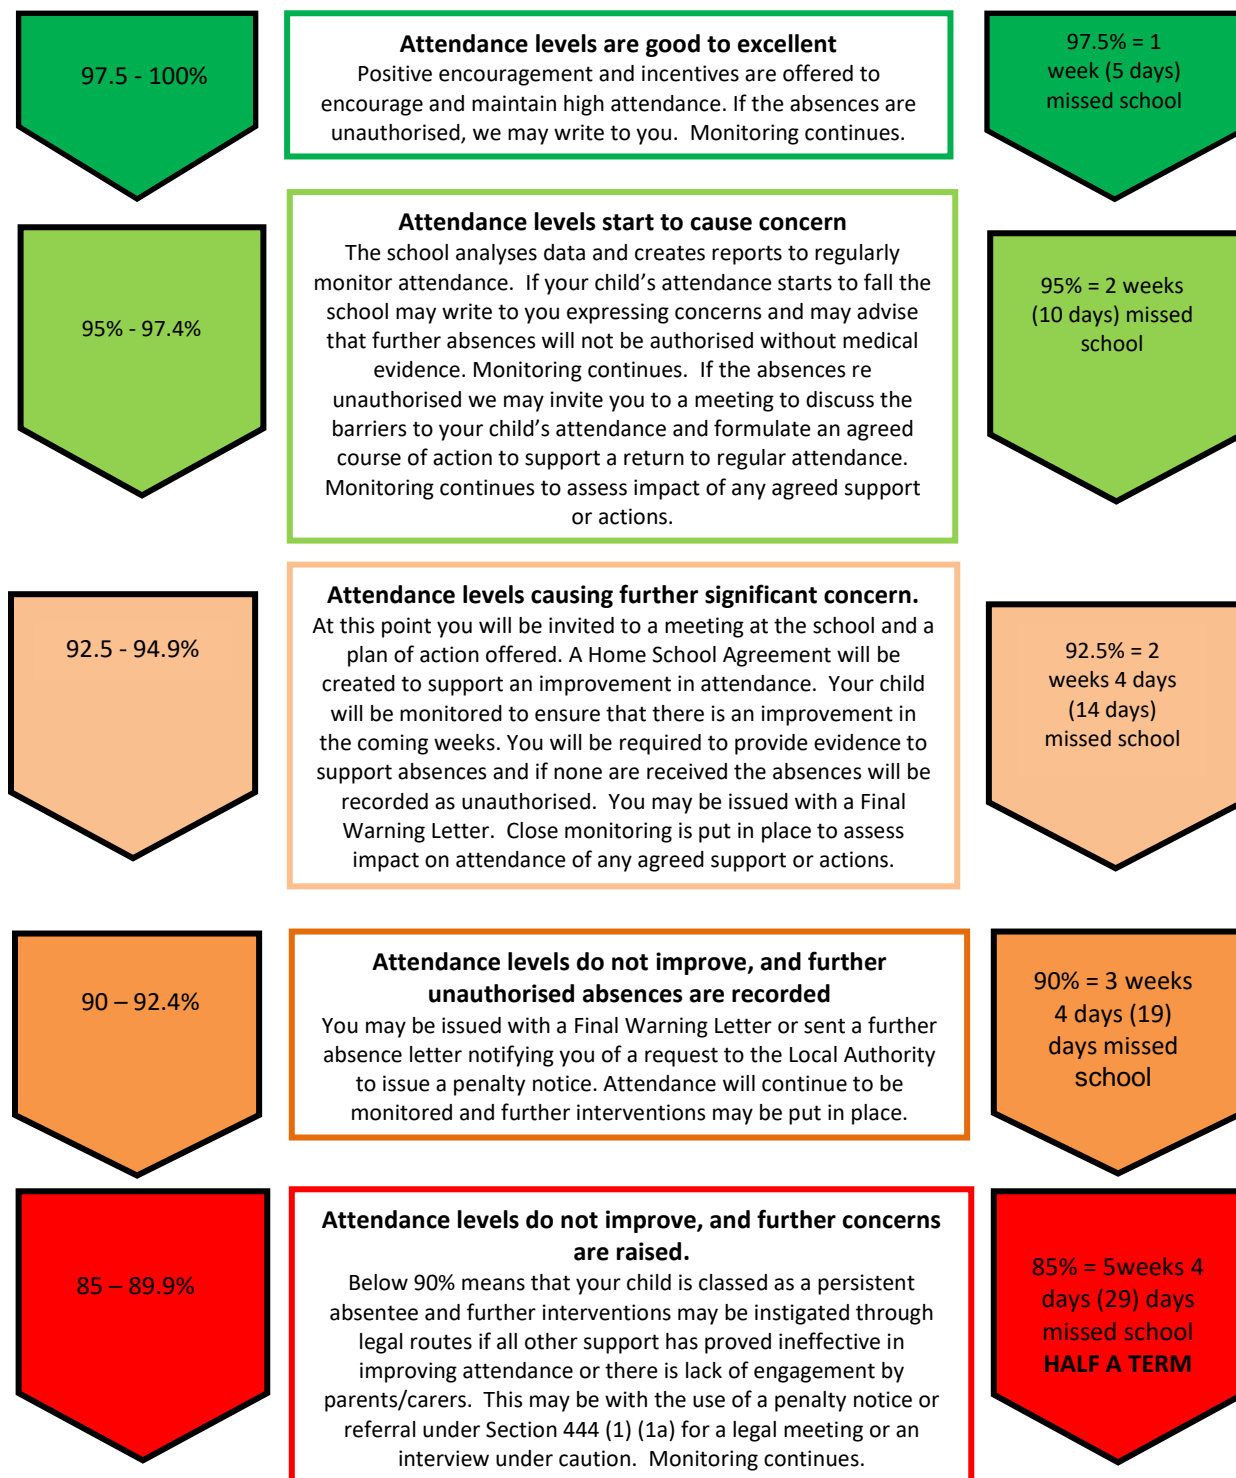 97.5 - 100%
Attendance levels are good to excellent
Positive encouragement and incentives are offered to
encourage and maintain high attendance. If the absences are
unauthorised, we may write to you.  Monitoring continues.
97.5% = 1
week (5 days)
missed school
95% - 97.4%
Attendance levels start to cause concern
The school analyses data and creates reports to regularly
monitor attendance.  If your child’s attendance starts to fall the
school may write to you expressing concerns and may advise
that further absences will not be authorised without medical
evidence. Monitoring continues.  If the absences re
unauthorised we may invite you to a meeting to discuss the
barriers to your child’s attendance and formulate an agreed
course of action to support a return to regular attendance.
Monitoring continues to assess impact of any agreed support
or actions.
95% = 2 weeks
(10 days) missed
school
92.5 - 94.9%
Attendance levels causing further significant concern.
At this point you will be invited to a meeting at the school and a
plan of action offered. A Home School Agreement will be
created to support an improvement in attendance.  Your child
will be monitored to ensure that there is an improvement in
the coming weeks. You will be required to provide evidence to
support absences and if none are received the absences will be
recorded as unauthorised.  You may be issued with a Final
Warning Letter.  Close monitoring is put in place to assess
impact on attendance of any agreed support or actions.
92.5% = 2
weeks 4 days
(14 days)
missed school
90 – 92.4%
Attendance levels do not improve, and further
unauthorised absences are recorded
You may be issued with a Final Warning Letter or sent a further
absence letter notifying you of a request to the Local Authority
to issue a penalty notice. Attendance will continue to be
monitored and further interventions may be put in place.
90% = 3 weeks
4 days (19)
days missed
school
85 – 89.9%
Attendance levels do not improve, and further concerns
are raised.
Below 90% means that your child is classed as a persistent
absentee and further interventions may be instigated through
legal routes if all other support has proved ineffective in
improving attendance or there is lack of engagement by
parents/carers.  This may be with the use of a penalty notice or
referral under Section 444 (1) (1a) for a legal meeting or an
interview under caution.  Monitoring continues.
85% = 5weeks 4
days (29) days
missed school
HALF A TERM